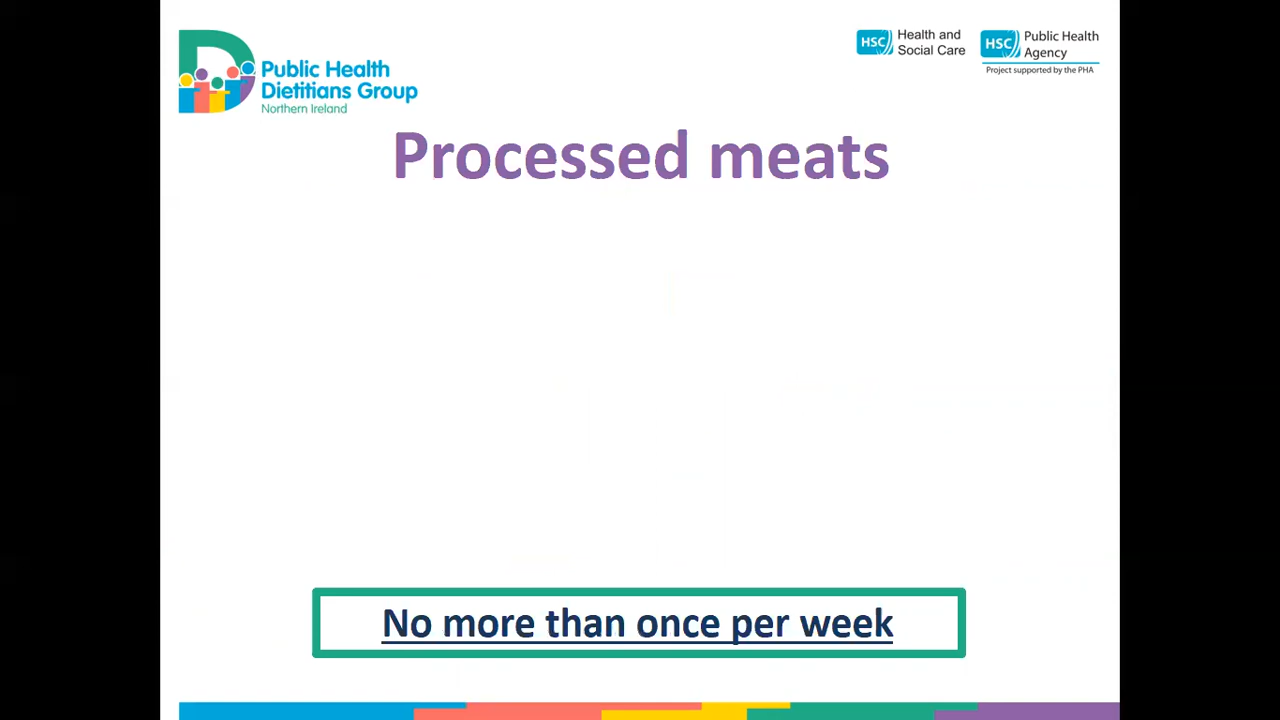 Public Health
Dietitians Group
Northern Ireland
HSC
Health and
Social Care
HSC
Public Health
Agency
Project supported by the PHA
Processed meats
No more than once per week